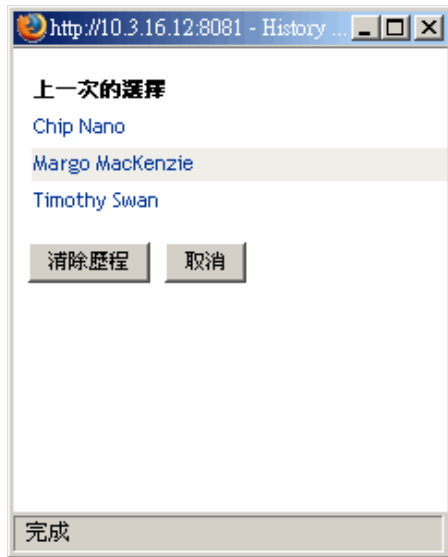 http://10.3.16.12:8081 - History ...
上一次的選擇
Chip Nano
Margo MacKenzie
Timothy Swan
清除歷程 取消
完成